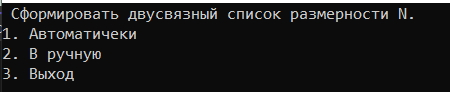 Сформировать двусвязный список размерности N.
1. Автоматичеки
2. В ручную
3. Выход